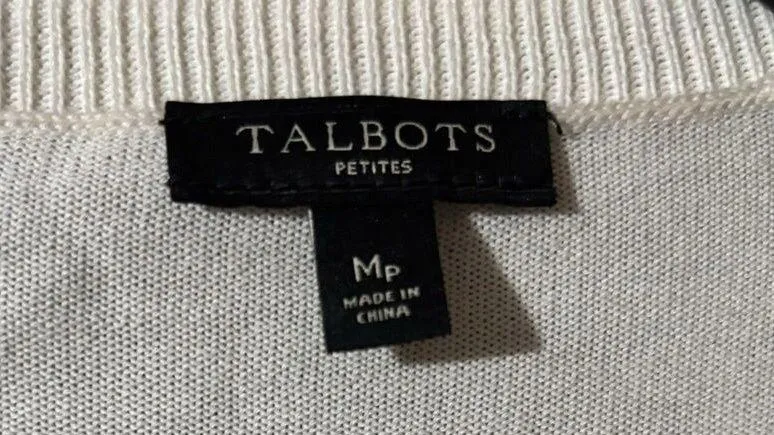 TALBOTS
PETITES
MP
MADE IN
CHINA